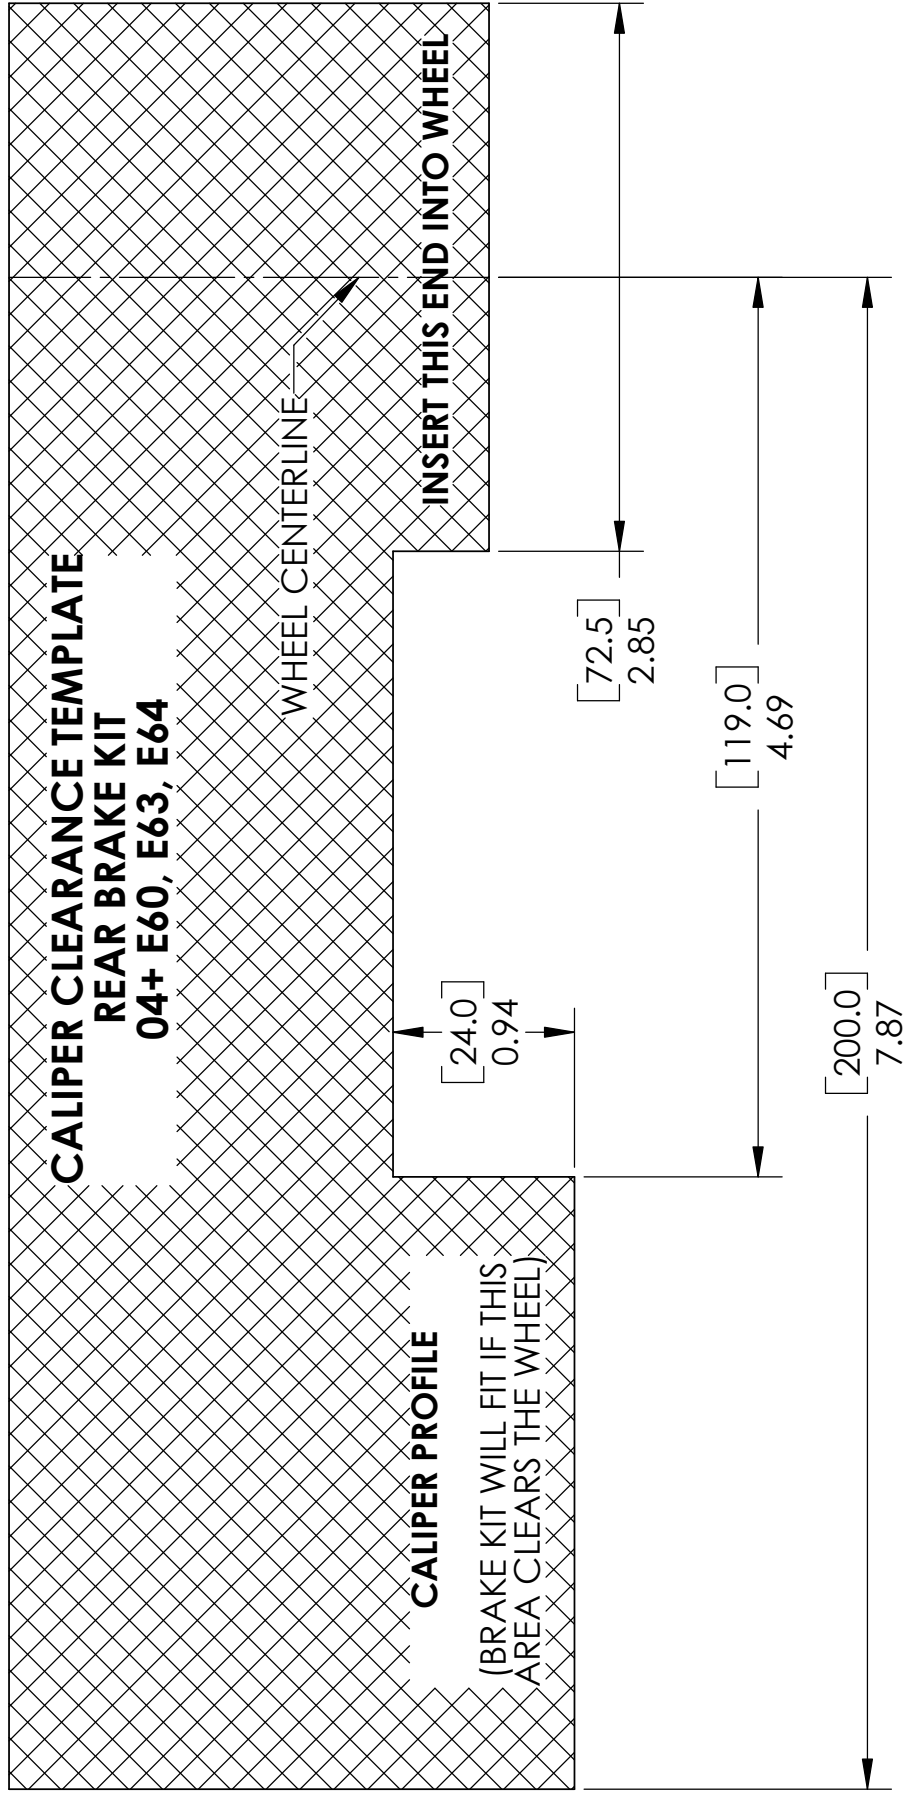 CALIPER CLEARANCE TEMPLATE
REAR BRAKE KIT
04+ E60, E63, E64
WHEEL CENTERLINE
INSERT THIS END INTO WHEEL
CALIPER PROFILE
(BRAKE KIT WILL FIT IF THIS
AREA CLEARS THE WHEEL)
[24.0]
0.94
[72.5]
2.85
[119.0]
4.69
[200.0]
7.87